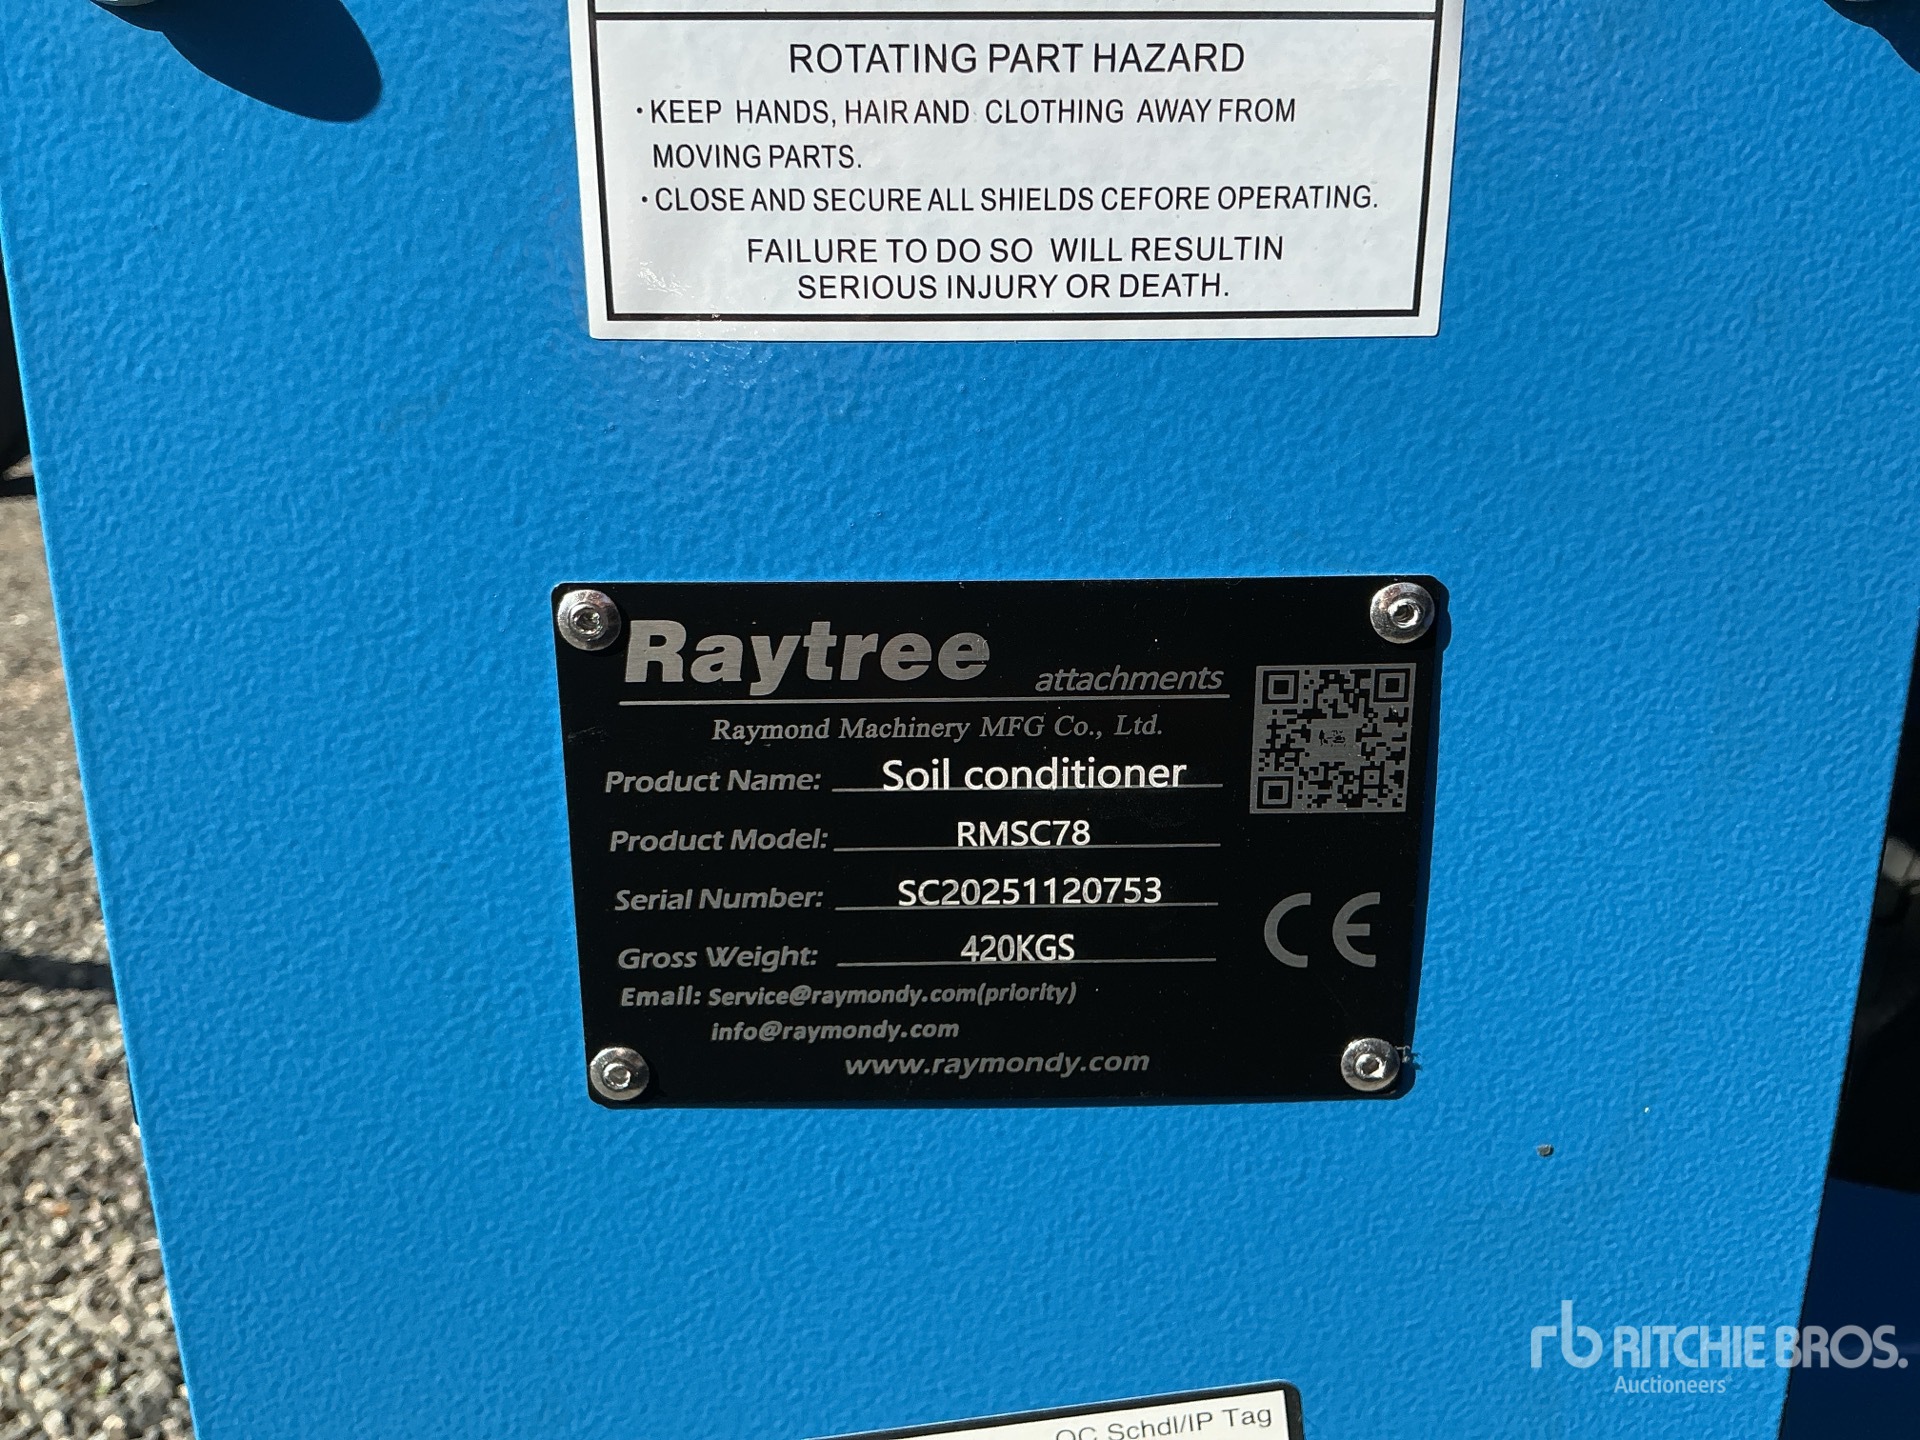 ROTATING PART HAZARD
· KEEP HANDS, HAIR AND CLOTHING AWAY FROM
MOVING PARTS.
· CLOSE AND SECURE ALL SHIELDS CEFORE OPERATING.
FAILURE TO DO SO WILL RESULTIN
SERIOUS INJURY OR DEATH.
Raytree attachments
Raymond Machinery MFG Co., Ltd.
Product Name: Soil conditioner
Product Model: RMSC78
Serial Number: SC20251120753
Gross Weight: 420KGS
CE
Email: Service@raymondy.com(priority)
info@raymondy.com
www.raymondy.com
rb RITCHIE BROS.
Auctioneers
QC Schdl/IP Tag